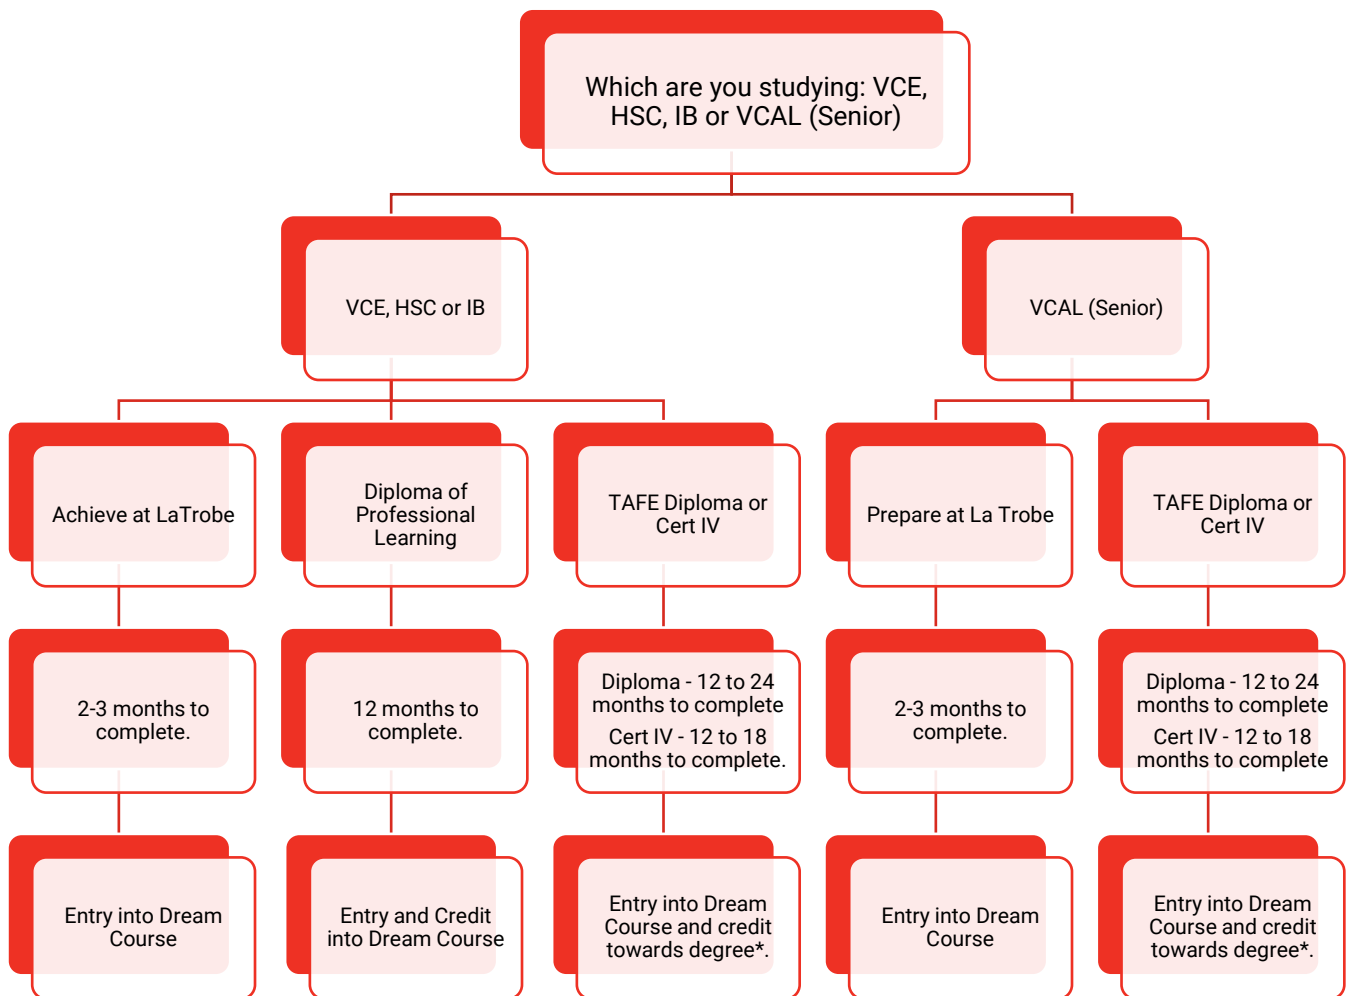 Which are you studying: VCE,
HSC, IB or VCAL (Senior)
VCE, HSC or IB
VCAL (Senior)
Achieve at LaTrobe
Diploma of
Professional
Learning
TAFE Diploma or
Cert IV
Prepare at La Trobe
TAFE Diploma or
Cert IV
2-3 months to
complete.
12 months to
complete.
Diploma - 12 to 24
months to complete
Cert IV - 12 to 18
months to complete.
2-3 months to
complete.
Diploma - 12 to 24
months to complete
Cert IV - 12 to 18
months to complete
Entry into Dream
Course
Entry and Credit
into Dream Course
Entry into Dream
Course and credit
towards degree*.
Entry into Dream
Course
Entry into Dream
Course and credit
towards degree*.